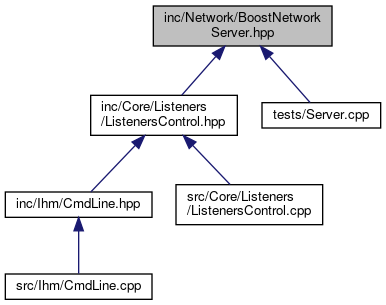 inc/Network/BoostNetwork
Server.hpp
inc/Core/Listeners
/ListenersControl.hpp
tests/Server.cpp
inc/Ihm/CmdLine.hpp
src/Core/Listeners
/ListenersControl.cpp
src/Ihm/CmdLine.cpp